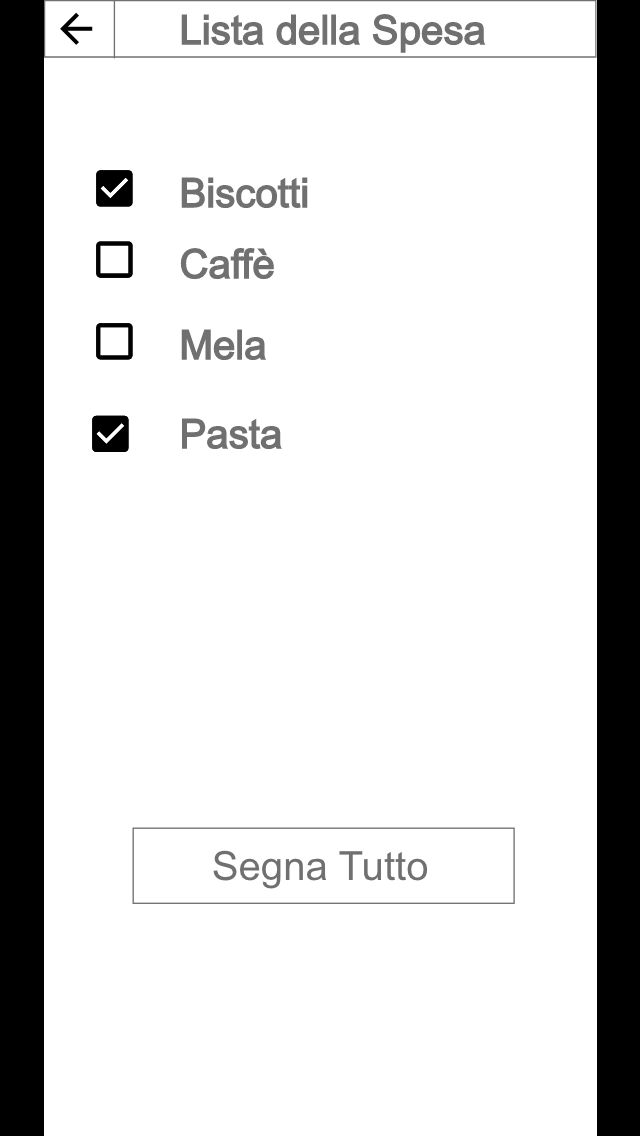 Lista della Spesa
Biscotti
Caffè
Mela
Pasta
Segna Tutto